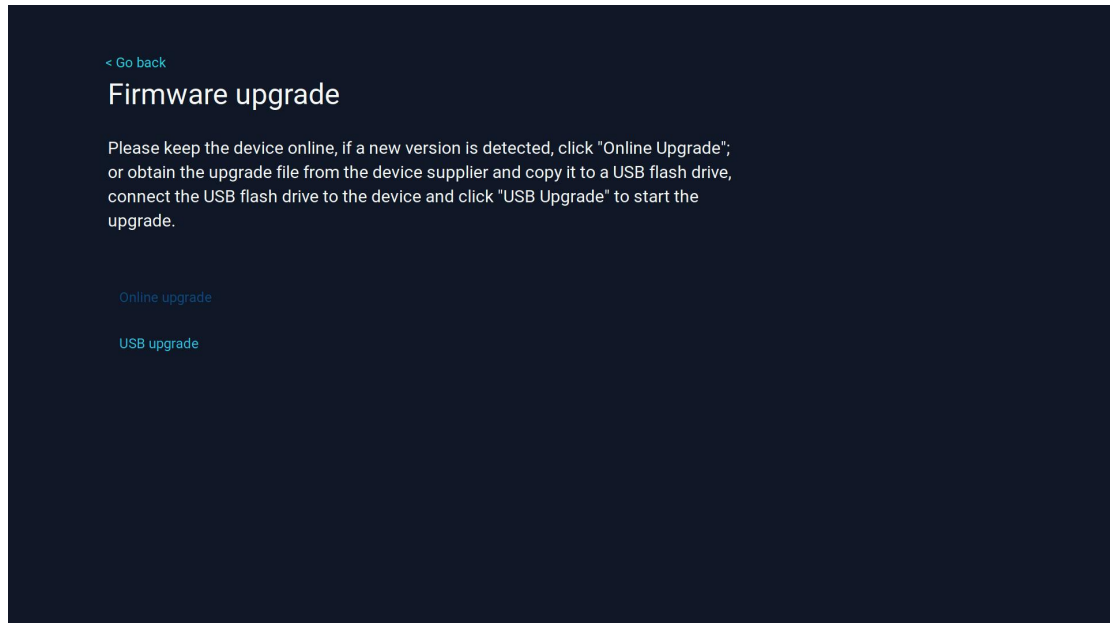 < Go back
Firmware upgrade
Please keep the device online, if a new version is detected, click "Online Upgrade";
or obtain the upgrade file from the device supplier and copy it to a USB flash drive,
connect the USB flash drive to the device and click "USB Upgrade" to start the
upgrade.
Online upgrade
USB upgrade